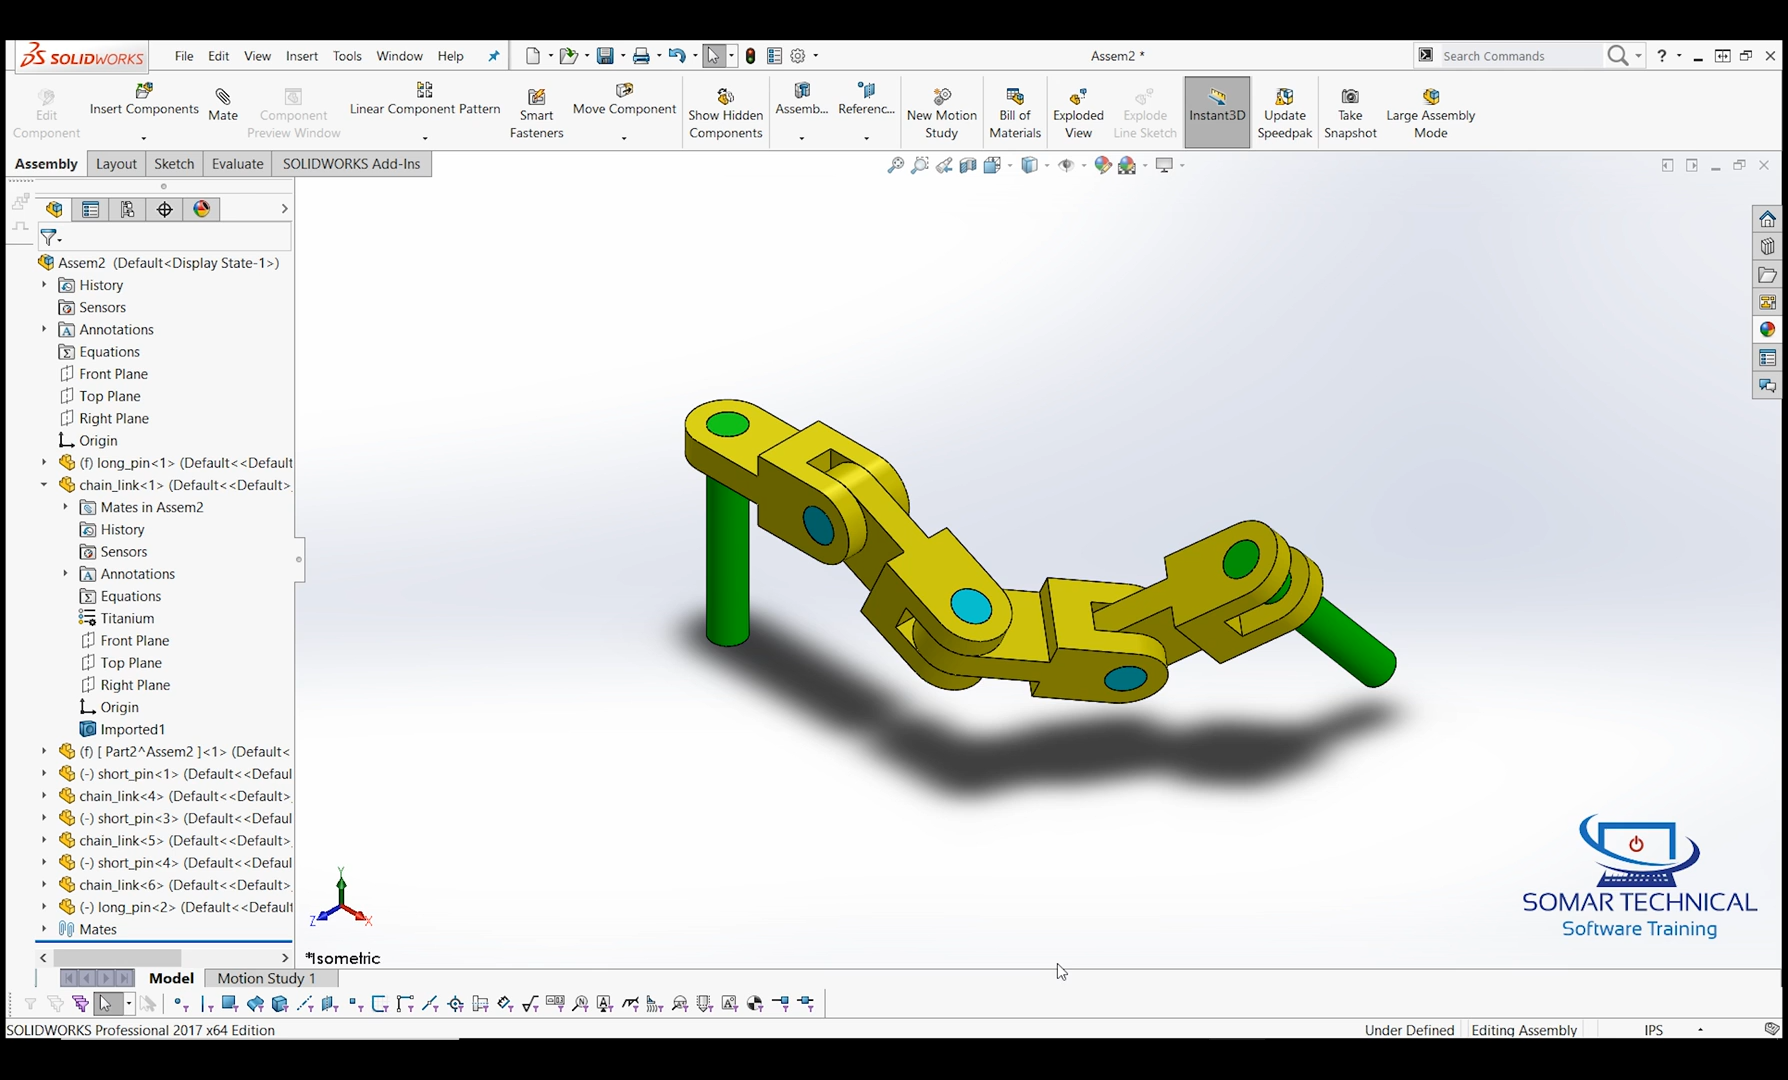 SOLIDWORKS File Edit View Insert Tools Window Help Assem2 * Search Commands ?
Edit Component
Insert Components
Mate
Component Preview Window
Linear Component Pattern
Smart Fasteners
Move Component
Show Hidden Components
Assemb...
Referenc...
New Motion Study
Bill of Materials
Exploded View
Explode Line Sketch
Instant3D
Update Speedpak
Take Snapshot
Large Assembly Mode
Assembly Layout Sketch Evaluate SOLIDWORKS Add-Ins
Assem2 (Default<Display State-1>)
History
Sensors
Annotations
Equations
Front Plane
Top Plane
Right Plane
Origin
(f) long_pin<1> (Default<<Default
chain_link<1> (Default<<Default>
Mates in Assem2
History
Sensors
Annotations
Equations
Titanium
Front Plane
Top Plane
Right Plane
Origin
Imported1
(f) [ Part2^Assem2 ]<1> (Default<
(-) short_pin<1> (Default<<Defaul
chain_link<4> (Default<<Default>
(-) short_pin<3> (Default<<Defaul
chain_link<5> (Default<<Default>
(-) short_pin<4> (Default<<Defaul
chain_link<6> (Default<<Default>
(-) long_pin<2> (Default<<Default
Mates
Y
Z X
*Isometric
SOMAR TECHNICAL
Software Training
Model Motion Study 1
SOLIDWORKS Professional 2017 x64 Edition Under Defined Editing Assembly IPS